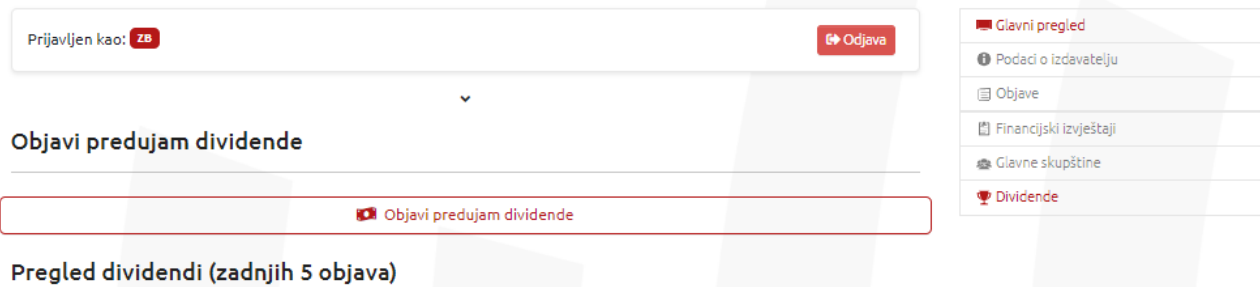 Prijavljen kao: ZB
Odjava
Objavi predujam dividende
Objavi predujam dividende
Pregled dividendi (zadnjih 5 objava)
Glavni pregled
Podaci o izdavatelju
Objave
Financijski izvještaji
Glavne skupštine
Dividende